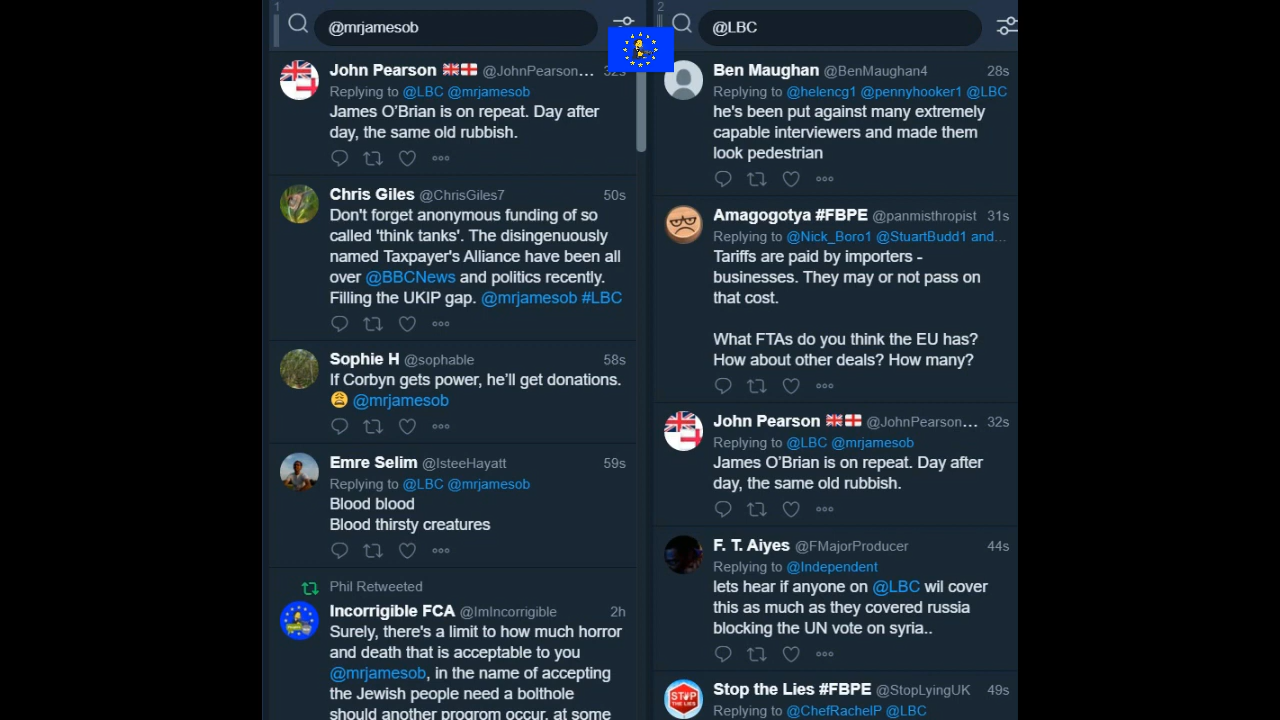 1
@mrjamesob
John Pearson @JohnPearson… 32s
Replying to @LBC @mrjamesob
James O'Brian is on repeat. Day after
day, the same old rubbish.
Chris Giles @ChrisGiles7 50s
Don't forget anonymous funding of so
called 'think tanks'. The disingenuously
named Taxpayer's Alliance have been all
over @BBCNews and politics recently.
Filling the UKIP gap. @mrjamesob #LBC
Sophie H @sophable 58s
If Corbyn gets power, he'll get donations.
😩 @mrjamesob
Emre Selim @IsteeHayatt 59s
Replying to @LBC @mrjamesob
Blood blood
Blood thirsty creatures
Phil Retweeted
Incorrigible FCA @ImIncorrigible 2h
Surely, there's a limit to how much horror
and death that is acceptable to you
@mrjamesob, in the name of accepting
the Jewish people need a bolthole
should another progrom occur, at some
2
@LBC
Ben Maughan @BenMaughan4 28s
Replying to @helencg1 @pennyhooker1 @LBC
he's been put against many extremely
capable interviewers and made them
look pedestrian
Amagogotya #FBPE @panmisthropist 31s
Replying to @Nick_Boro1 @StuartBudd1 and…
Tariffs are paid by importers -
businesses. They may or not pass on
that cost.
What FTAs do you think the EU has?
How about other deals? How many?
John Pearson @JohnPearson… 32s
Replying to @LBC @mrjamesob
James O'Brian is on repeat. Day after
day, the same old rubbish.
F. T. Aiyes @FMajorProducer 44s
Replying to @Independent
lets hear if anyone on @LBC wil cover
this as much as they covered russia
blocking the UN vote on syria..
Stop the Lies #FBPE @StopLyingUK 49s
Replying to @ChefRachelP @LBC